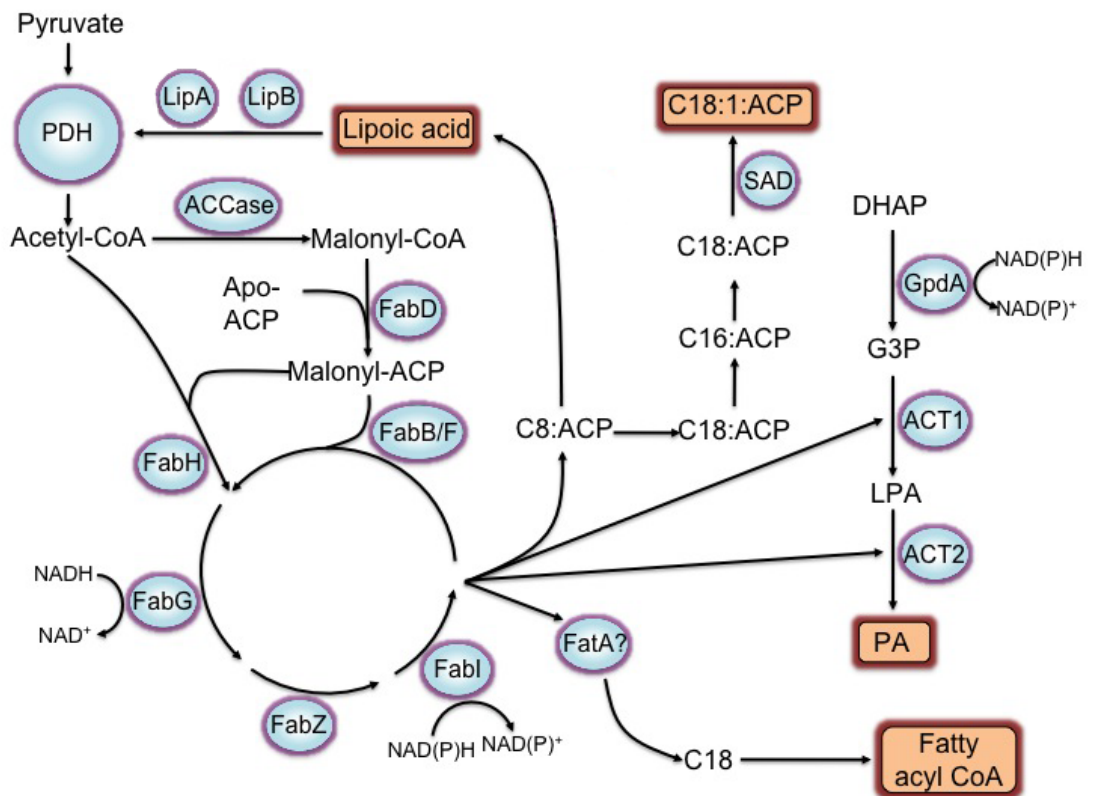 Pyruvate
LipA
LipB
PDH
Lipoic acid
C18:1:ACP
SAD
ACCase
DHAP
Acetyl-CoA
Malonyl-CoA
C18:ACP
NAD(P)H
GpdA
NAD(P)⁺
Apo-
ACP
FabD
C16:ACP
G3P
Malonyl-ACP
FabB/F
C8:ACP
C18:ACP
ACT1
FabH
LPA
ACT2
NADH
FabG
NAD⁺
FatA?
PA
FabI
FabZ
NAD(P)H
NAD(P)⁺
C18
Fatty
acyl CoA